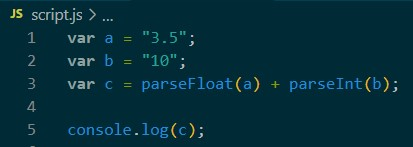 JS script.js > ...
1 var a = "3.5";
2 var b = "10";
3 var c = parseFloat(a) + parseInt(b);
4
5 console.log(c);